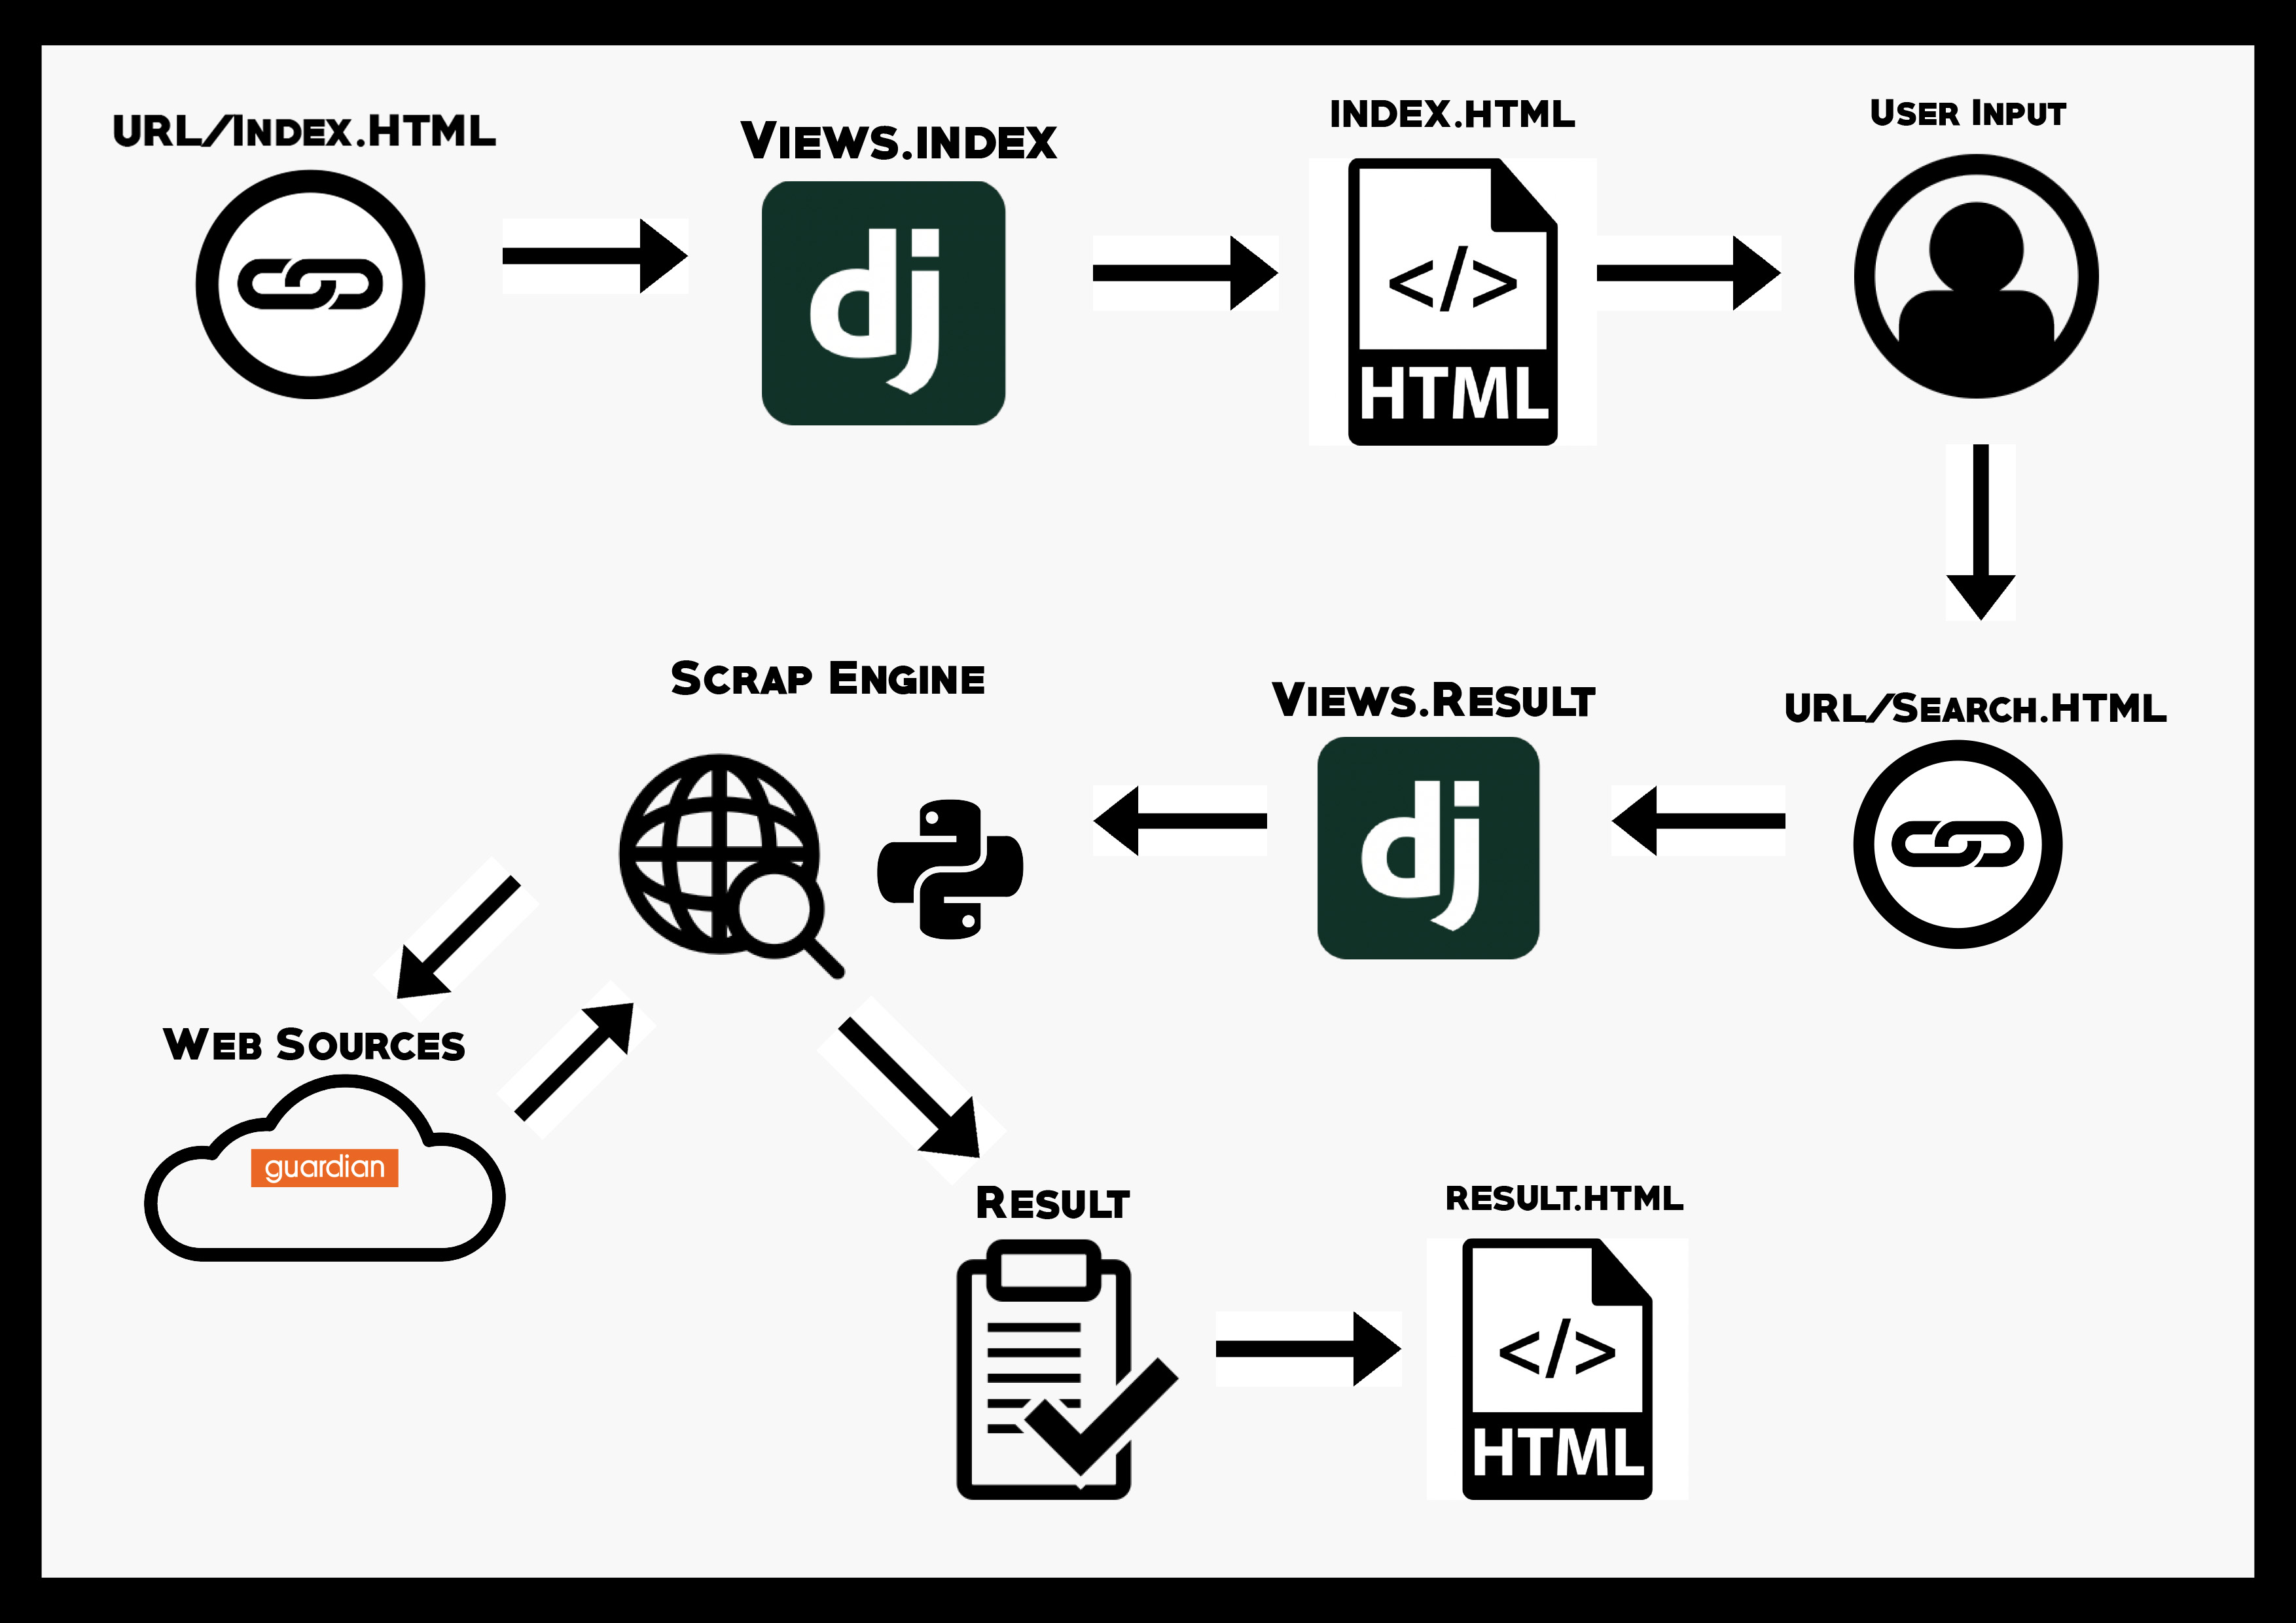 URL/Index.HTML
Views.index
INDEX.HTML
User Input
dj
</>
HTML
Scrap Engine
Views.Result
URL/Search.HTML
dj
Web Sources
guardian
Result
RESULT.HTML
</>
HTML